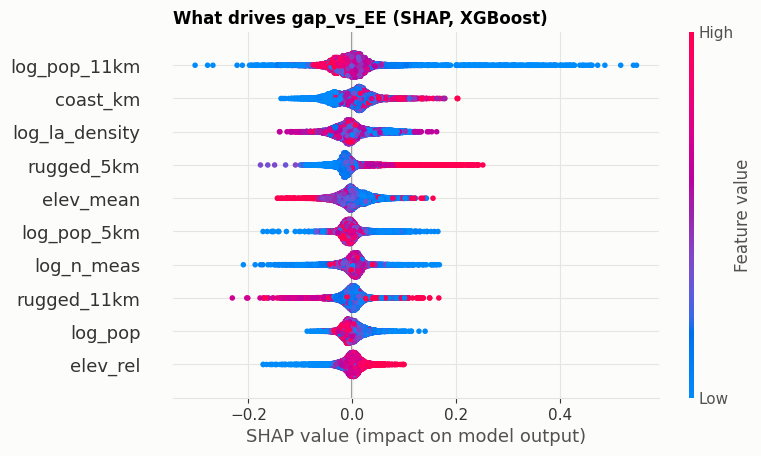 What drives gap_vs_EE (SHAP, XGBoost)
High
log_pop_11km
coast_km
log_la_density
rugged_5km
elev_mean
log_pop_5km
log_n_meas
rugged_11km
log_pop
elev_rel
Feature value
Low
−0.2 0.0 0.2 0.4
SHAP value (impact on model output)